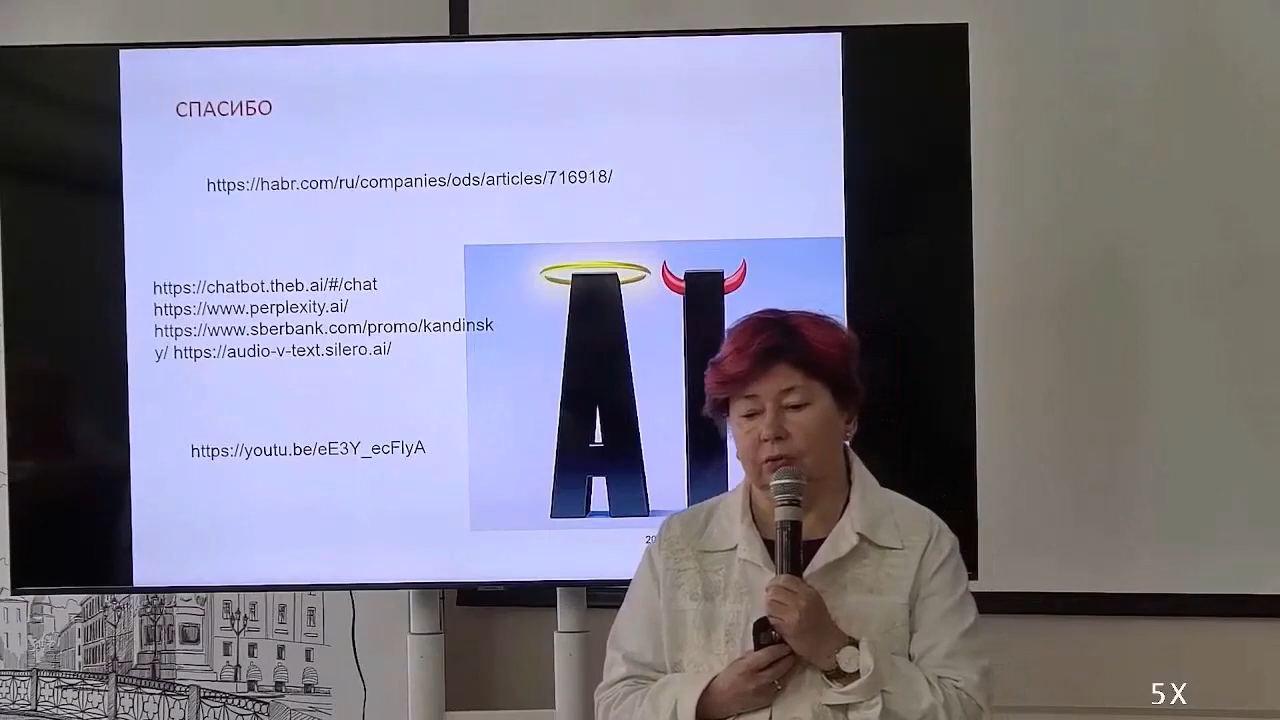 СПАСИБО
https://habr.com/ru/companies/ods/articles/716918/
https://chatbot.theb.ai/#/chat
https://www.perplexity.ai/
https://www.sberbank.com/promo/kandinsk
y/ https://audio-v-text.silero.ai/
AI
https://youtu.be/eE3Y_ecFlyA
5X